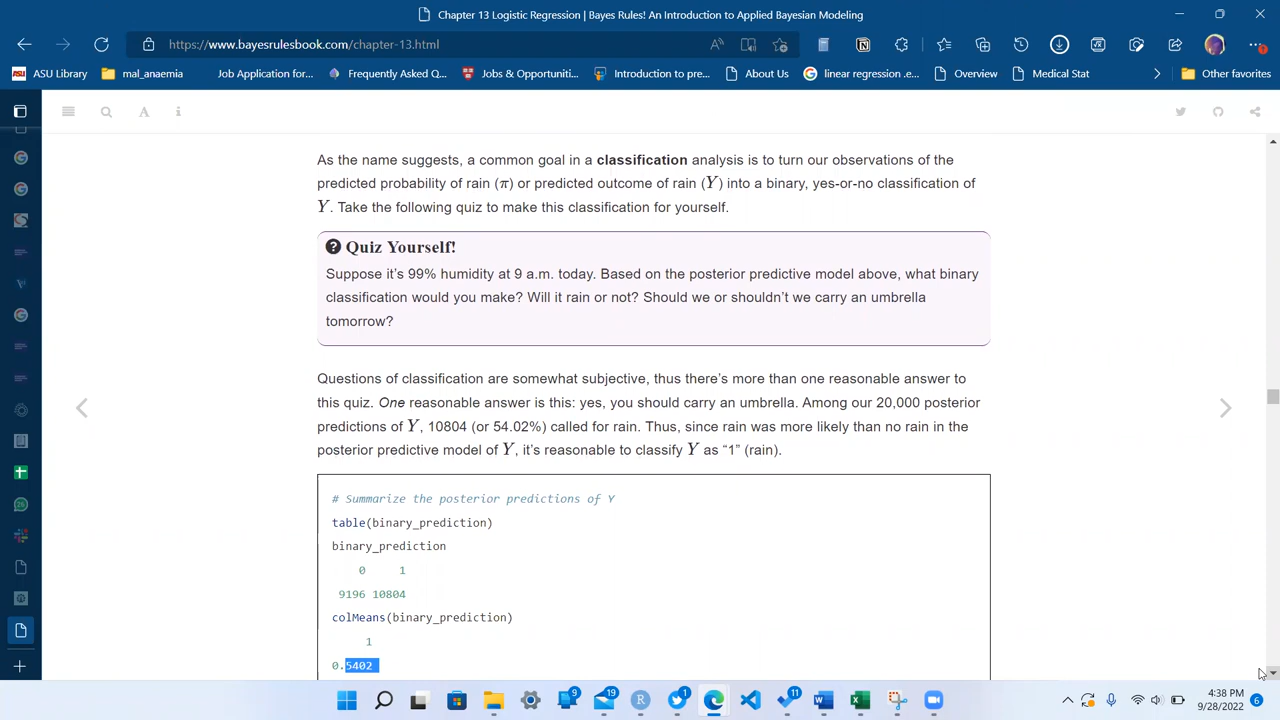 Chapter 13 Logistic Regression | Bayes Rules! An Introduction to Applied Bayesian Modeling
https://www.bayesrulesbook.com/chapter-13.html
ASU Library
mal_anaemia
Job Application for...
Frequently Asked Q...
Jobs & Opportuniti...
Introduction to pre...
About Us
linear regression .e...
Overview
Medical Stat
Other favorites
As the name suggests, a common goal in a classification analysis is to turn our observations of the
predicted probability of rain (π) or predicted outcome of rain (Y) into a binary, yes-or-no classification of
Y. Take the following quiz to make this classification for yourself.
Quiz Yourself!
Suppose it's 99% humidity at 9 a.m. today. Based on the posterior predictive model above, what binary
classification would you make? Will it rain or not? Should we or shouldn't we carry an umbrella
tomorrow?
Questions of classification are somewhat subjective, thus there's more than one reasonable answer to
this quiz. One reasonable answer is this: yes, you should carry an umbrella. Among our 20,000 posterior
predictions of Y, 10804 (or 54.02%) called for rain. Thus, since rain was more likely than no rain in the
posterior predictive model of Y, it's reasonable to classify Y as “1” (rain).
# Summarize the posterior predictions of Y
table(binary_prediction)
binary_prediction
0 1
9196 10804
colMeans(binary_prediction)
1
0.5402
9
19
1
11
4:38 PM
9/28/2022
6